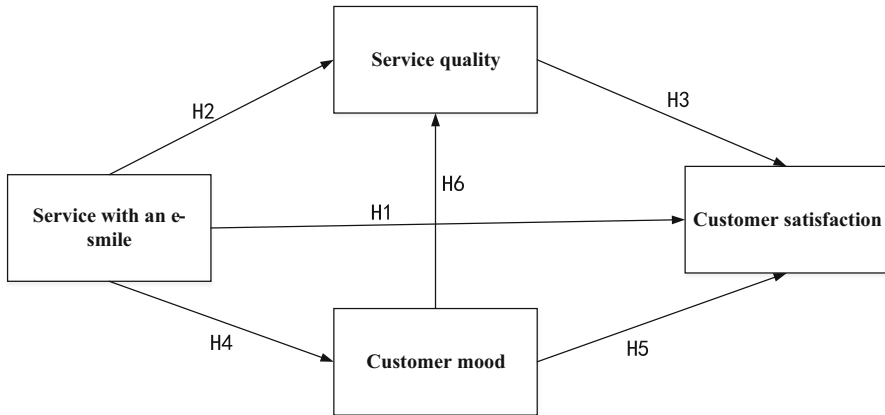 Service quality
H2
H3
H6
Service with an e-
smile
H1
Customer satisfaction
H4
Customer mood
H5